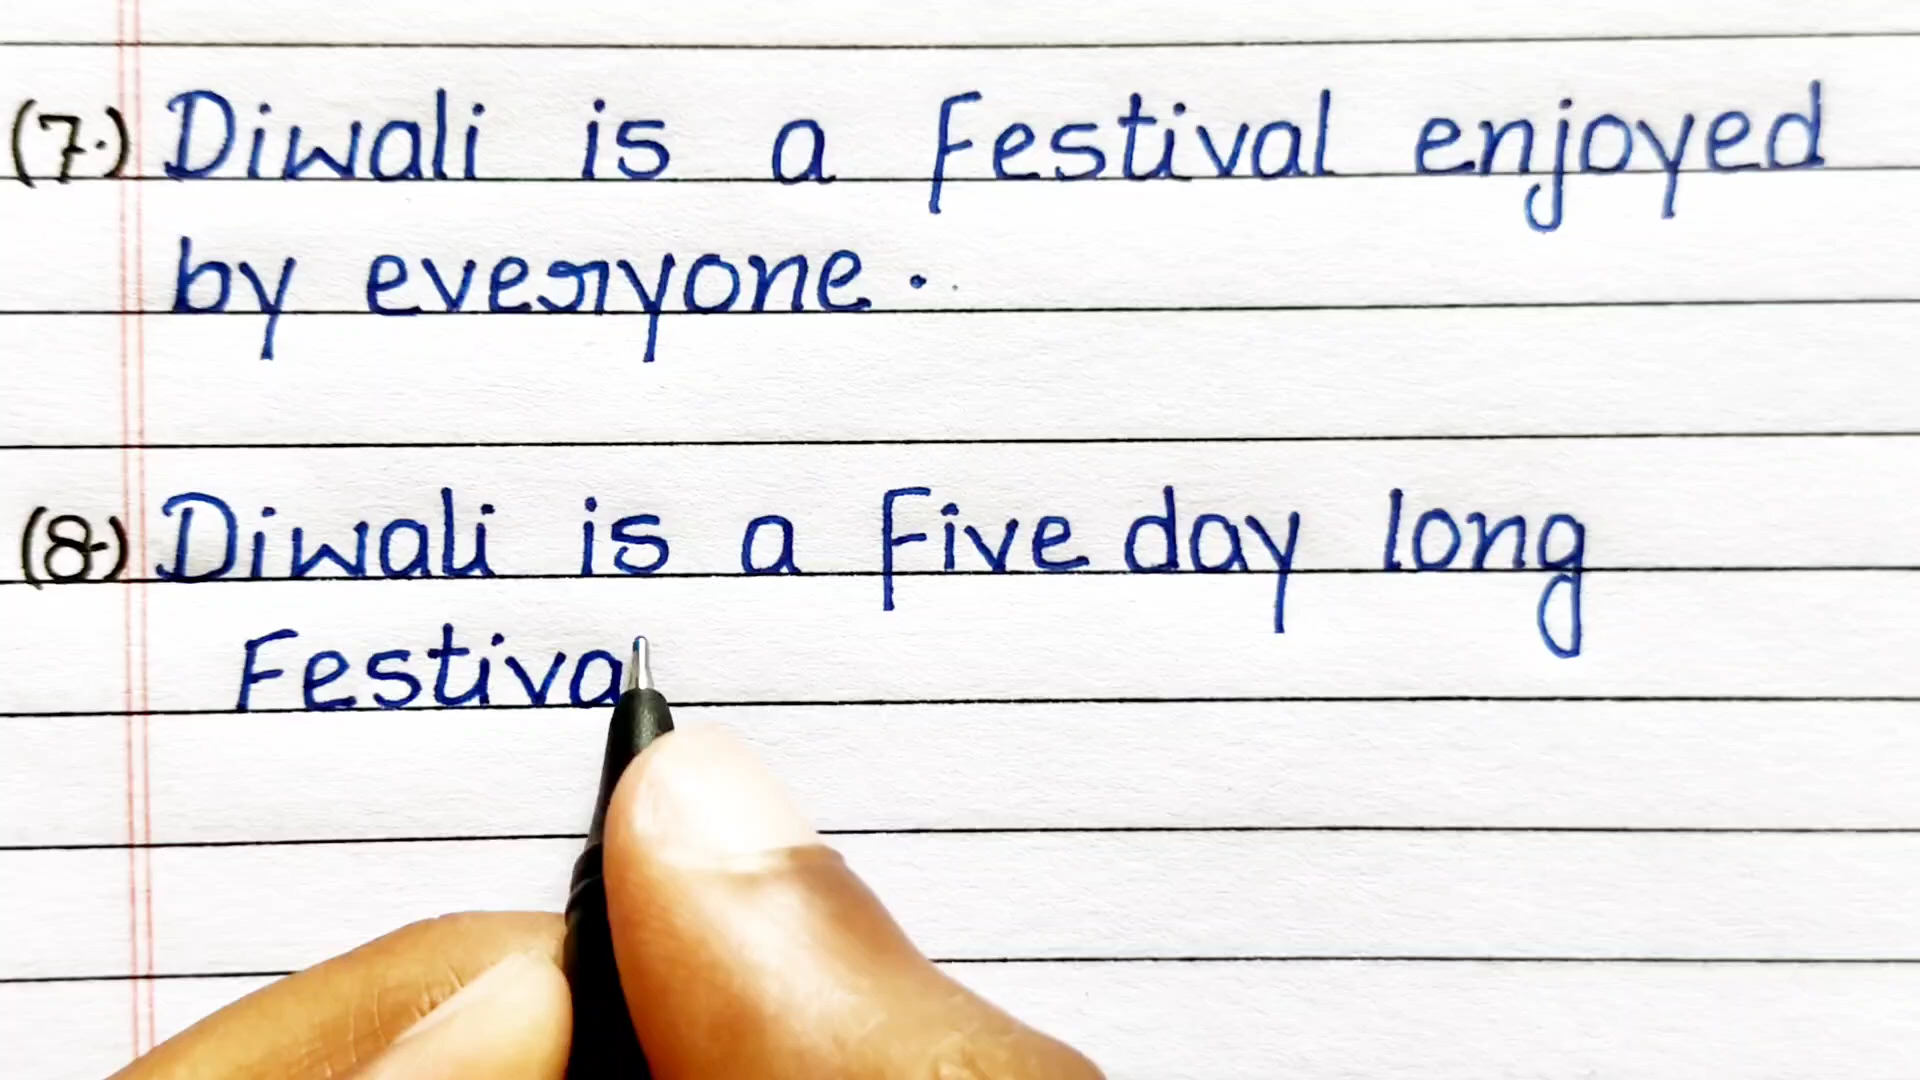 (7.) Diwali is a Festival enjoyed
by everyone.
(8.) Diwali is a Five day long
Festiva